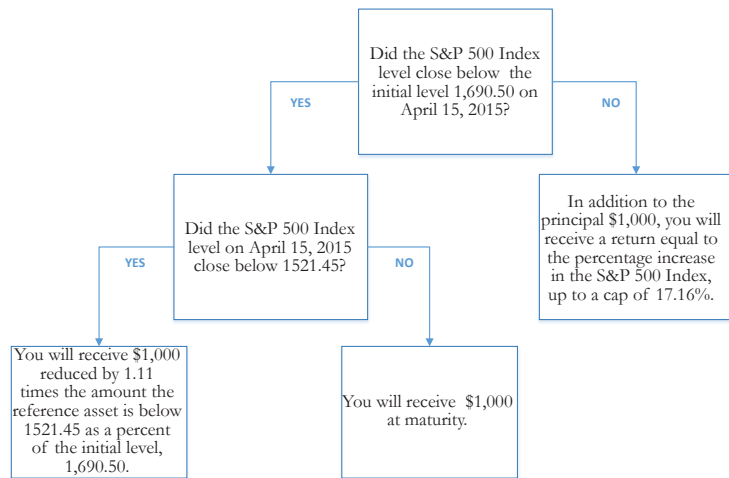 Did the S&P 500 Index
level close below the
initial level 1,690.50 on
April 15, 2015?
YES
NO
Did the S&P 500 Index
level on April 15, 2015
close below 1521.45?
In addition to the
principal $1,000, you will
receive a return equal to
the percentage increase
in the S&P 500 Index,
up to a cap of 17.16%.
YES
NO
You will receive $1,000
reduced by 1.11
times the amount the
reference asset is below
1521.45 as a percent
of the initial level,
1,690.50.
You will receive $1,000
at maturity.